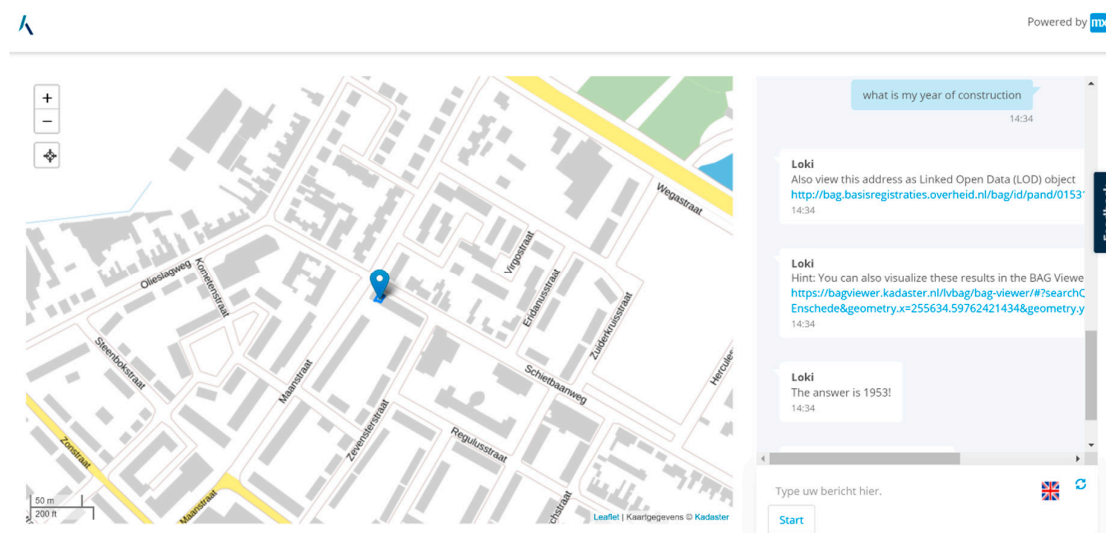 Powered by mx
+
−
Wegastraat
Virgostraat
Olieslagweg
Kometenstraat
Eridanusstraat
Zuiderkruisstraat
Steenbokstraat
Maanstraat
Schietbaanweg
Zevensterstraat
Regulusstraat
Zonstraat
Maanstraat
50 m
200 ft
Leaflet | Kaartgegevens © Kadaster
what is my year of construction
14:34
Loki
Also view this address as Linked Open Data (LOD) object
http://bag.basisregistraties.overheid.nl/bag/id/pand/0153
14:34
Loki
Hint: You can also visualize these results in the BAG Viewe
https://bagviewer.kadaster.nl/lvbag/bag-viewer/#?searchQ
Enschede&geometry.x=255634.59762421434&geometry.y
14:34
Loki
The answer is 1953!
14:34
Type uw bericht hier.
Start